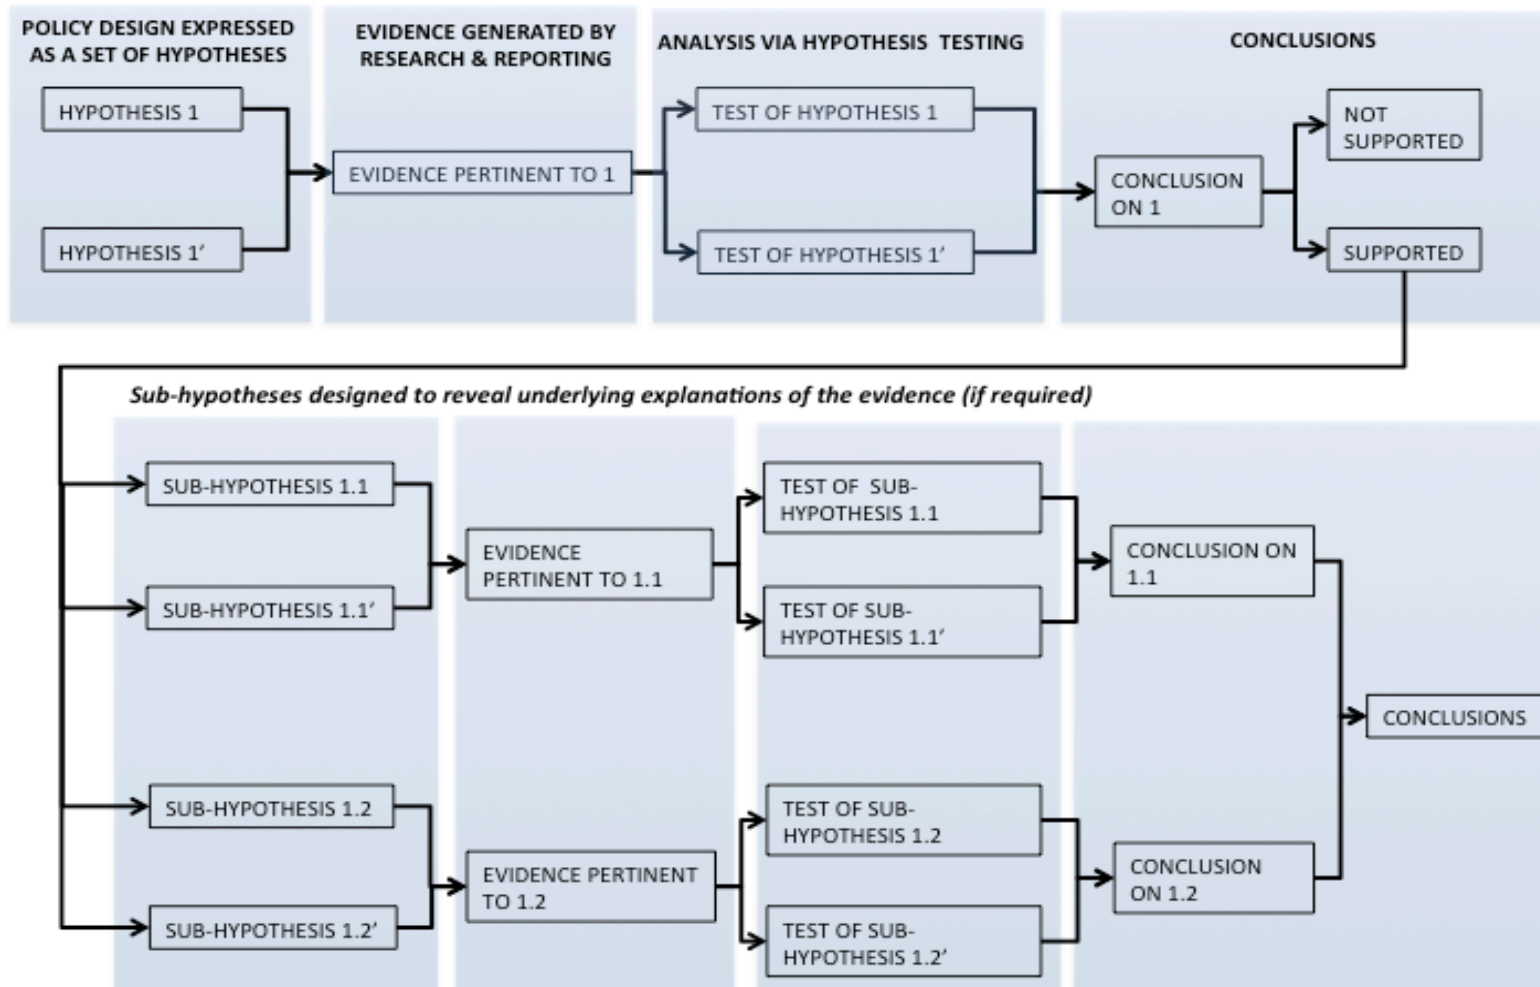 POLICY DESIGN EXPRESSED
AS A SET OF HYPOTHESES
EVIDENCE GENERATED BY
RESEARCH & REPORTING
ANALYSIS VIA HYPOTHESIS TESTING
CONCLUSIONS
HYPOTHESIS 1
HYPOTHESIS 1′
EVIDENCE PERTINENT TO 1
TEST OF HYPOTHESIS 1
TEST OF HYPOTHESIS 1′
CONCLUSION
ON 1
NOT
SUPPORTED
SUPPORTED
Sub-hypotheses designed to reveal underlying explanations of the evidence (if required)
SUB-HYPOTHESIS 1.1
SUB-HYPOTHESIS 1.1′
EVIDENCE
PERTINENT TO 1.1
TEST OF SUB-
HYPOTHESIS 1.1
TEST OF SUB-
HYPOTHESIS 1.1′
CONCLUSION ON
1.1
CONCLUSIONS
SUB-HYPOTHESIS 1.2
SUB-HYPOTHESIS 1.2′
EVIDENCE PERTINENT
TO 1.2
TEST OF SUB-
HYPOTHESIS 1.2
TEST OF SUB-
HYPOTHESIS 1.2′
CONCLUSION
ON 1.2